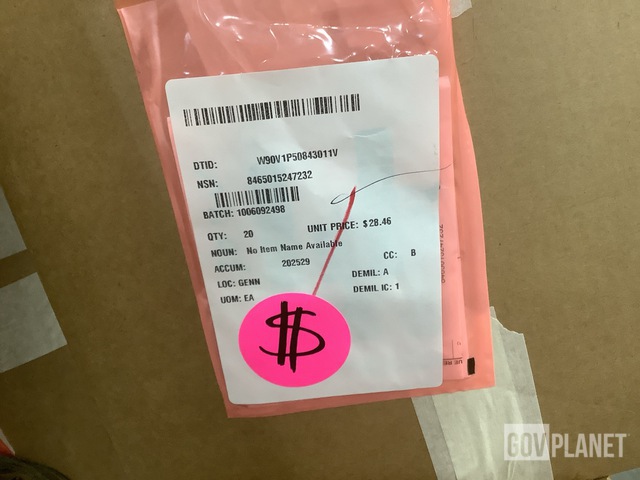 DTID: W90V1P50843011V
NSN: 8465015247232
BATCH: 1006092498
QTY: 20 UNIT PRICE: $28.46
NOUN: No Item Name Available
ACCUM: 202529 CC: B
LOC: GENN DEMIL: A
UOM: EA DEMIL IC: 1
$
GOVPLANET